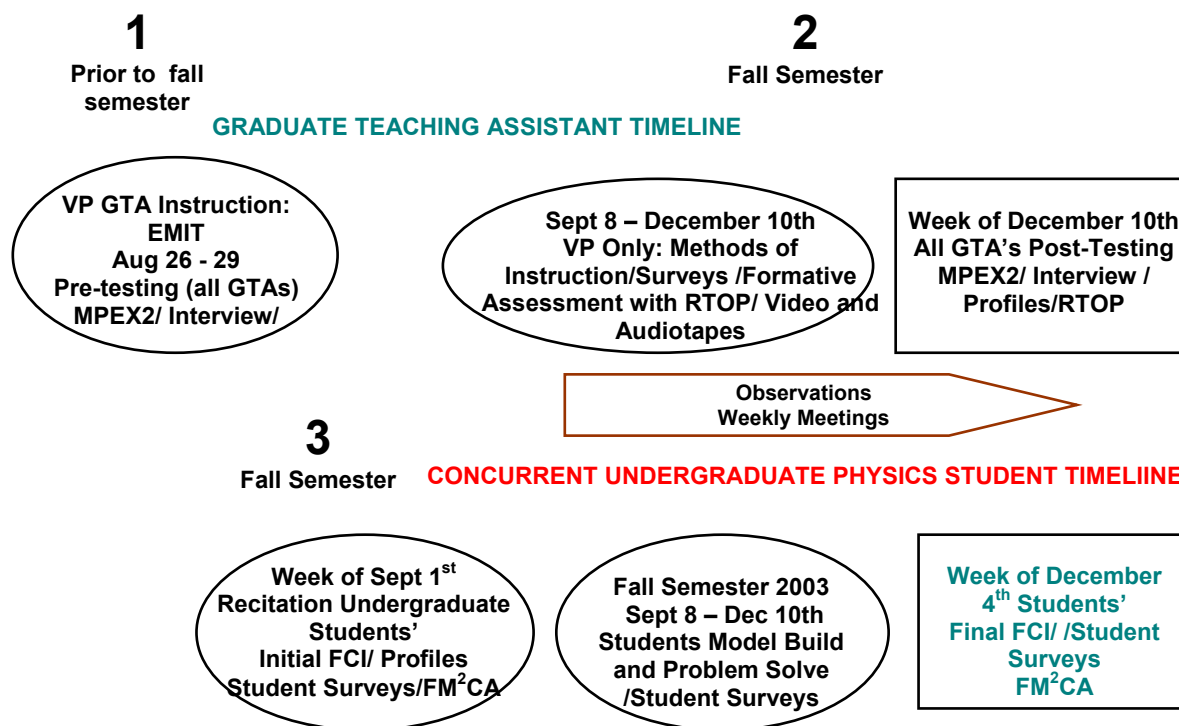 1
Prior to fall
semester
2
Fall Semester
GRADUATE TEACHING ASSISTANT TIMELINE
VP GTA Instruction:
EMIT
Aug 26 - 29
Pre-testing (all GTAs)
MPEX2/ Interview/
Sept 8 – December 10th
VP Only: Methods of
Instruction/Surveys /Formative
Assessment with RTOP/ Video and
Audiotapes
Week of December 10th
All GTA's Post-Testing
MPEX2/ Interview /
Profiles/RTOP
Observations
Weekly Meetings
3
Fall Semester
CONCURRENT UNDERGRADUATE PHYSICS STUDENT TIMELIINE
Week of Sept 1st
Recitation Undergraduate
Students'
Initial FCI/ Profiles
Student Surveys/FM²CA
Fall Semester 2003
Sept 8 – Dec 10th
Students Model Build
and Problem Solve
/Student Surveys
Week of December
4th Students'
Final FCI/ /Student
Surveys
FM²CA